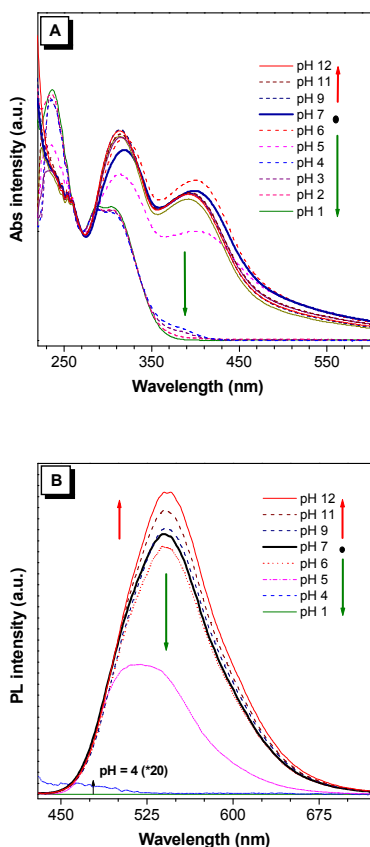 A
pH 12
pH 11
pH 9
pH 7
pH 6
pH 5
pH 4
pH 3
pH 2
pH 1
Abs intensity (a.u.)
250 350 450 550
Wavelength (nm)
B
pH 12
pH 11
pH 9
pH 7
pH 6
pH 5
pH 4
pH 1
PL intensity (a.u.)
pH = 4 (*20)
450 525 600 675
Wavelength (nm)